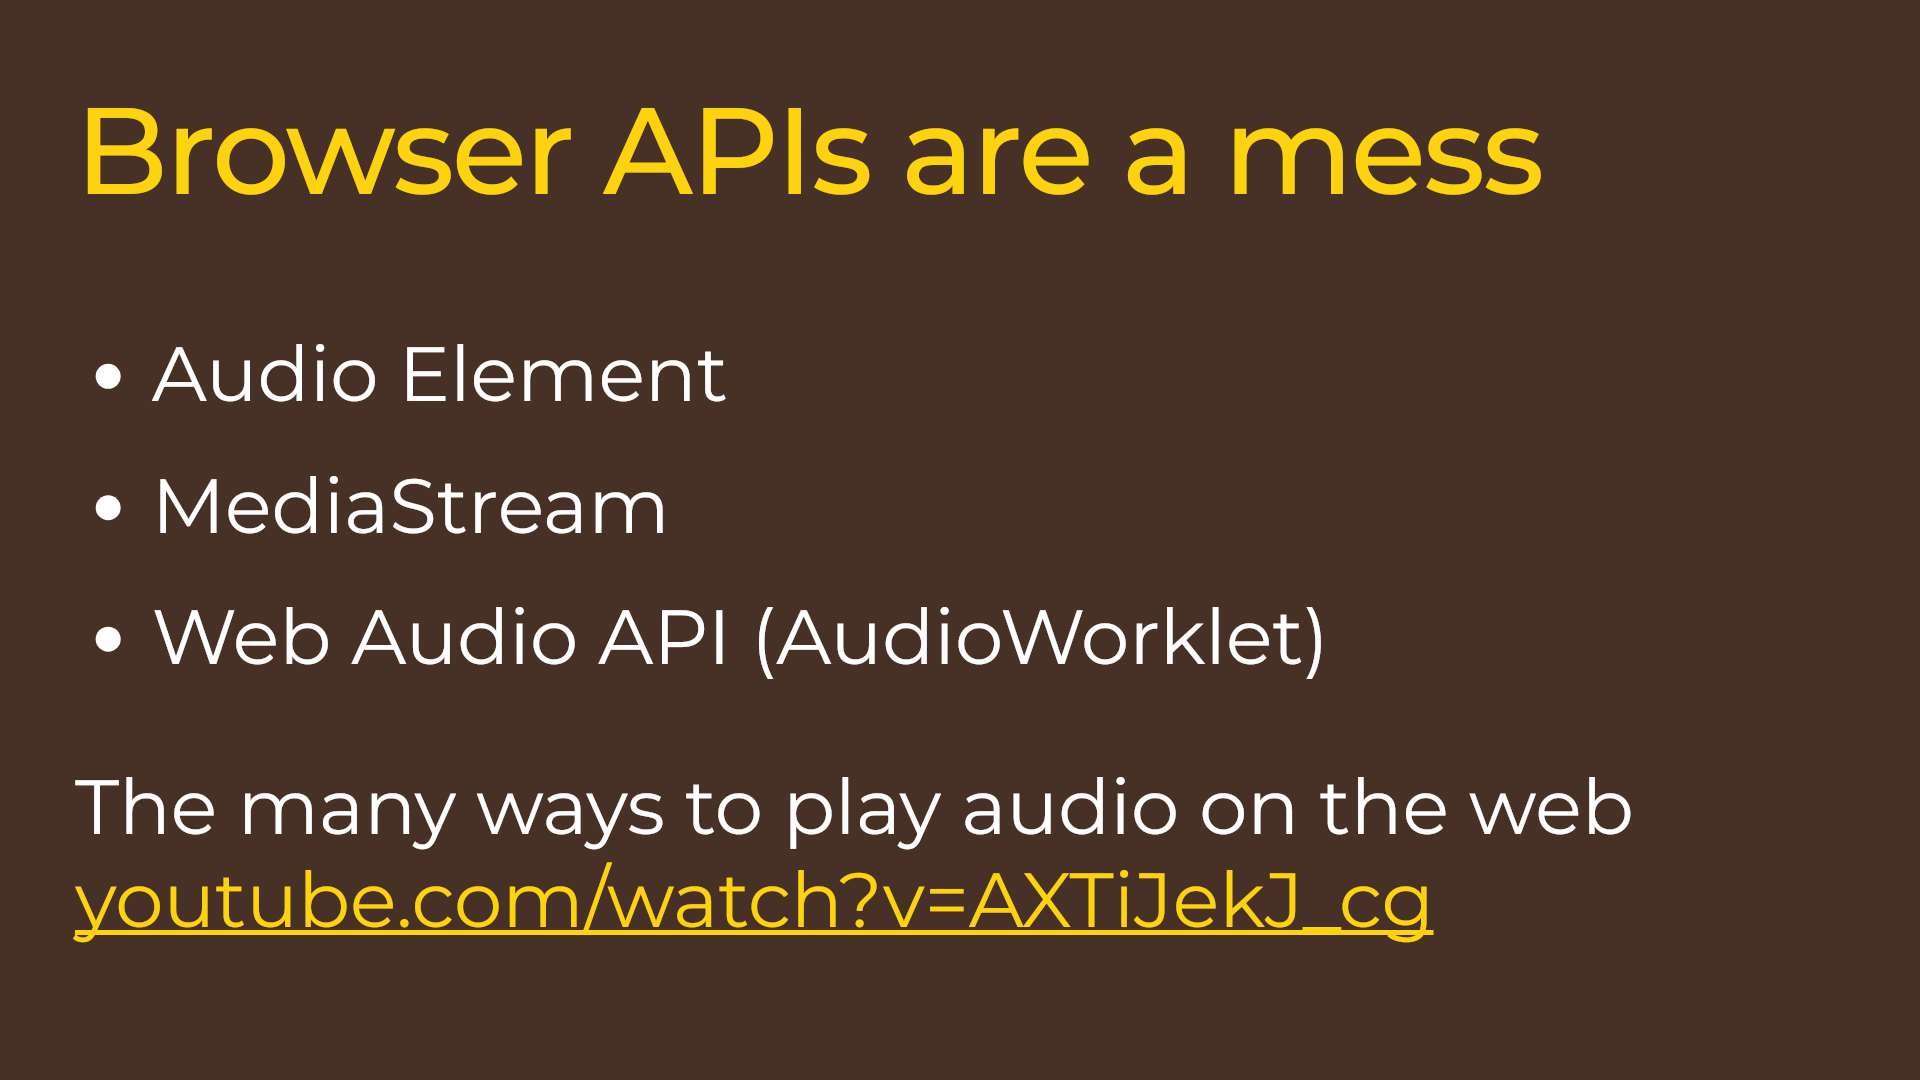 Browser APIs are a mess
• Audio Element
• MediaStream
• Web Audio API (AudioWorklet)
The many ways to play audio on the web
youtube.com/watch?v=AXTiJekJ_cg